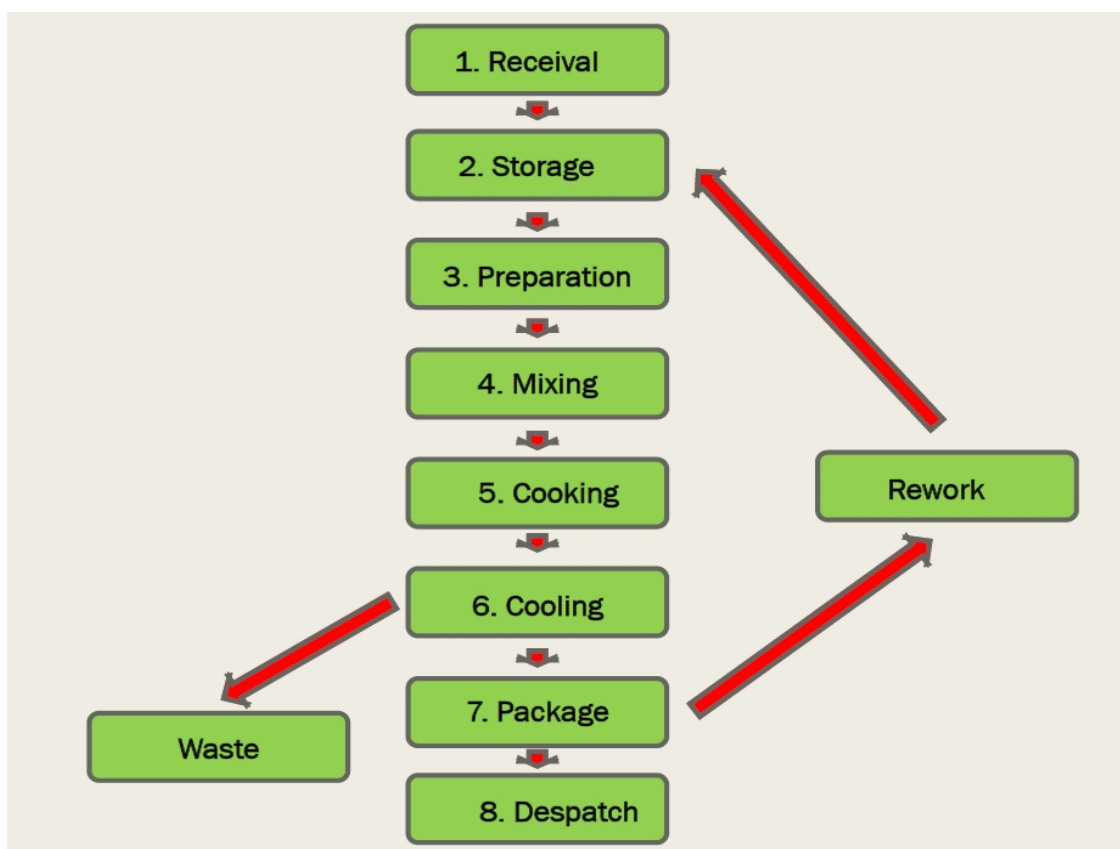 1. Receival
2. Storage
3. Preparation
4. Mixing
5. Cooking
Rework
6. Cooling
7. Package
Waste
8. Despatch